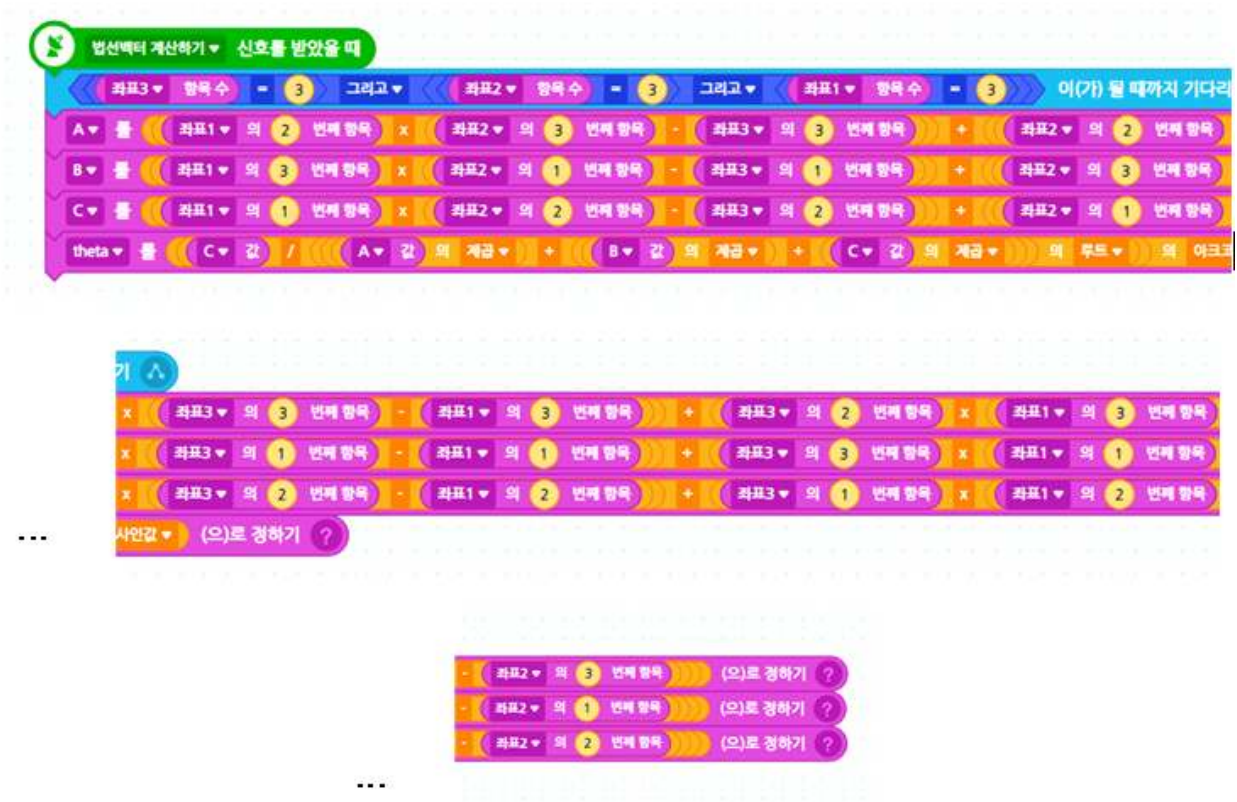 법선벡터 계산하기 ▼ 신호를 받았을 때
좌표3 ▼ 항목 수 = 3 그리고 ▼ 좌표2 ▼ 항목 수 = 3 그리고 ▼ 좌표1 ▼ 항목 수 = 3 이(가) 될 때까지 기다리
A ▼ 를 좌표1 ▼ 의 2 번째 항목 x 좌표2 ▼ 의 3 번째 항목 - 좌표3 ▼ 의 3 번째 항목 + 좌표2 ▼ 의 2 번째 항목
B ▼ 를 좌표1 ▼ 의 3 번째 항목 x 좌표2 ▼ 의 1 번째 항목 - 좌표3 ▼ 의 1 번째 항목 + 좌표2 ▼ 의 3 번째 항목
C ▼ 를 좌표1 ▼ 의 1 번째 항목 x 좌표2 ▼ 의 2 번째 항목 - 좌표3 ▼ 의 2 번째 항목 + 좌표2 ▼ 의 1 번째 항목
theta ▼ 를 C ▼ 값 / A ▼ 값 의 제곱 ▼ + B ▼ 값 의 제곱 ▼ + C ▼ 값 의 제곱 ▼ 의 루트 ▼ 의 아크코
기
x 좌표3 ▼ 의 3 번째 항목 - 좌표1 ▼ 의 3 번째 항목 + 좌표3 ▼ 의 2 번째 항목 x 좌표1 ▼ 의 3 번째 항목
x 좌표3 ▼ 의 1 번째 항목 - 좌표1 ▼ 의 1 번째 항목 + 좌표3 ▼ 의 3 번째 항목 x 좌표1 ▼ 의 1 번째 항목
x 좌표3 ▼ 의 2 번째 항목 - 좌표1 ▼ 의 2 번째 항목 + 좌표3 ▼ 의 1 번째 항목 x 좌표1 ▼ 의 2 번째 항목
... 사인값 ▼ (으)로 정하기 ?
- 좌표2 ▼ 의 3 번째 항목 (으)로 정하기 ?
- 좌표2 ▼ 의 1 번째 항목 (으)로 정하기 ?
- 좌표2 ▼ 의 2 번째 항목 (으)로 정하기 ?
...